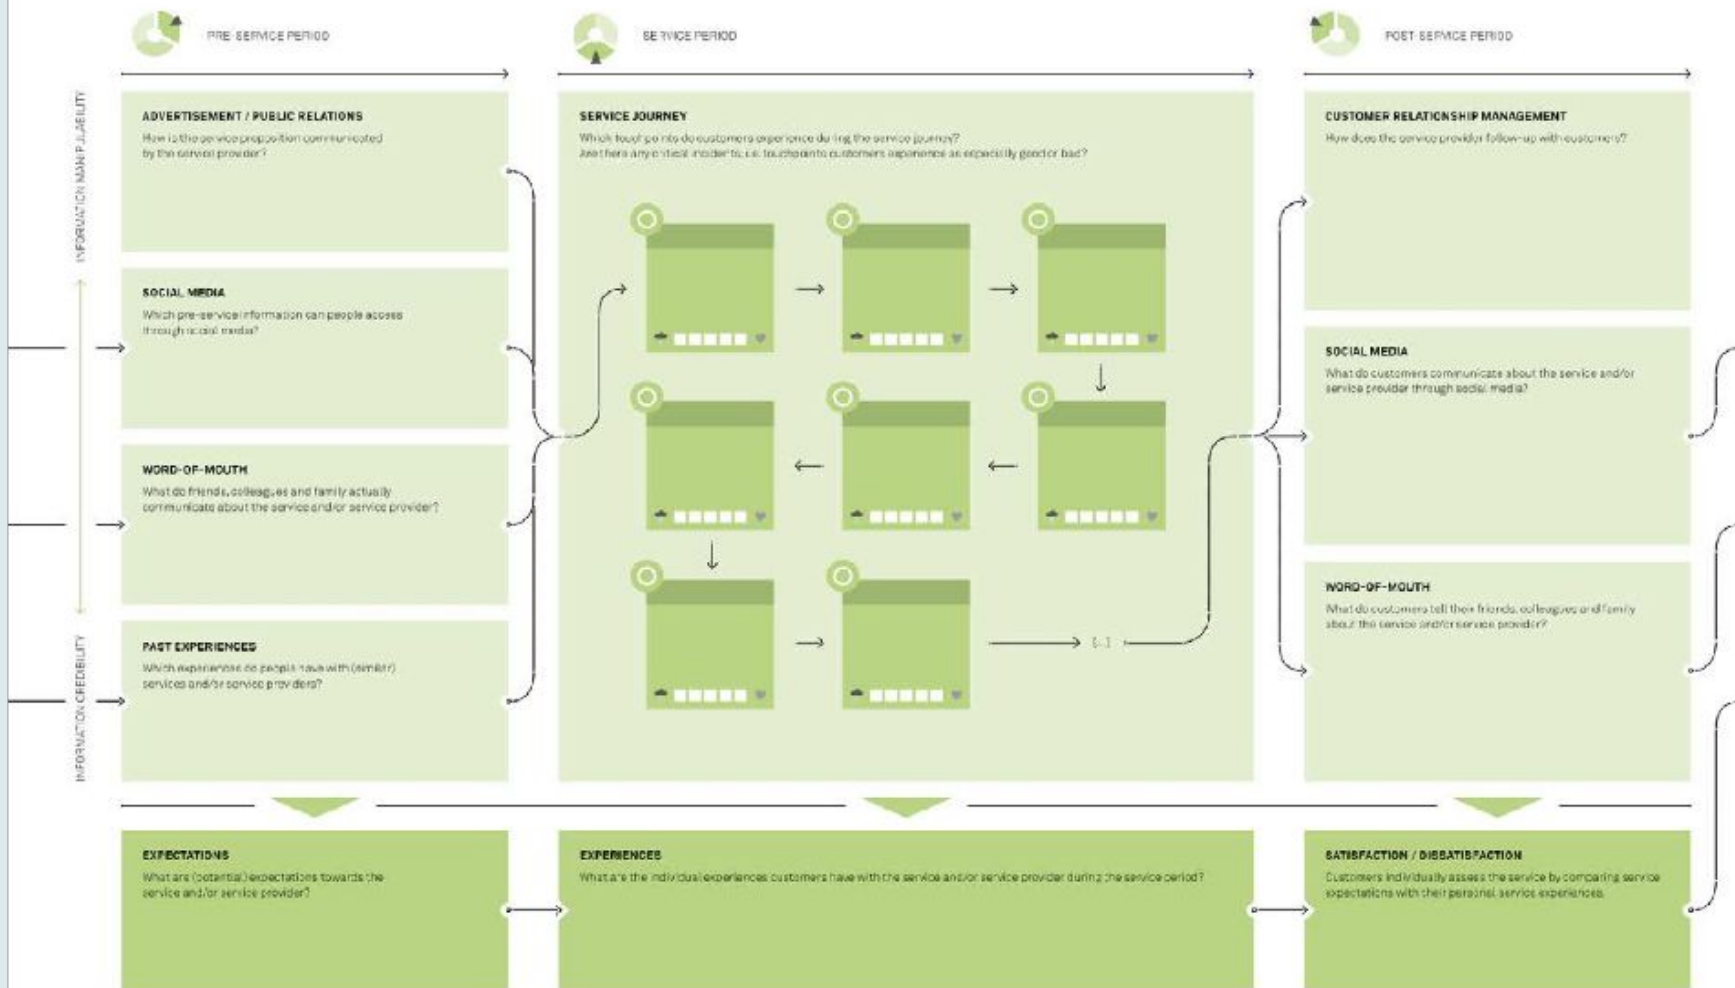 PRE-SERVICE PERIOD
SERVICE PERIOD
POST-SERVICE PERIOD
INFORMATION MANIPULABILITY
INFORMATION CREDIBILITY
ADVERTISEMENT / PUBLIC RELATIONS
How is the service proposition communicated
by the service provider?
SOCIAL MEDIA
Which pre-service information can people access
through social media?
WORD-OF-MOUTH
What do friends, colleagues and family actually
communicate about the service and/or service provider?
PAST EXPERIENCES
Which experiences do people have with (similar)
services and/or service providers?
SERVICE JOURNEY
Which touchpoints do customers experience during the service journey?
Are there any critical incidents, i.e. touchpoints customers experience as especially good or bad?
(...)
CUSTOMER RELATIONSHIP MANAGEMENT
How does the service provider follow-up with customers?
SOCIAL MEDIA
What do customers communicate about the service and/or
service provider through social media?
WORD-OF-MOUTH
What do customers tell their friends, colleagues and family
about the service and/or service provider?
EXPECTATIONS
What are (potential) expectations towards the
service and/or service provider?
EXPERIENCES
What are the individual experiences customers have with the service and/or service provider during the service period?
SATISFACTION / DISSATISFACTION
Customers individually assess the service by comparing service
expectations with their personal service experiences.